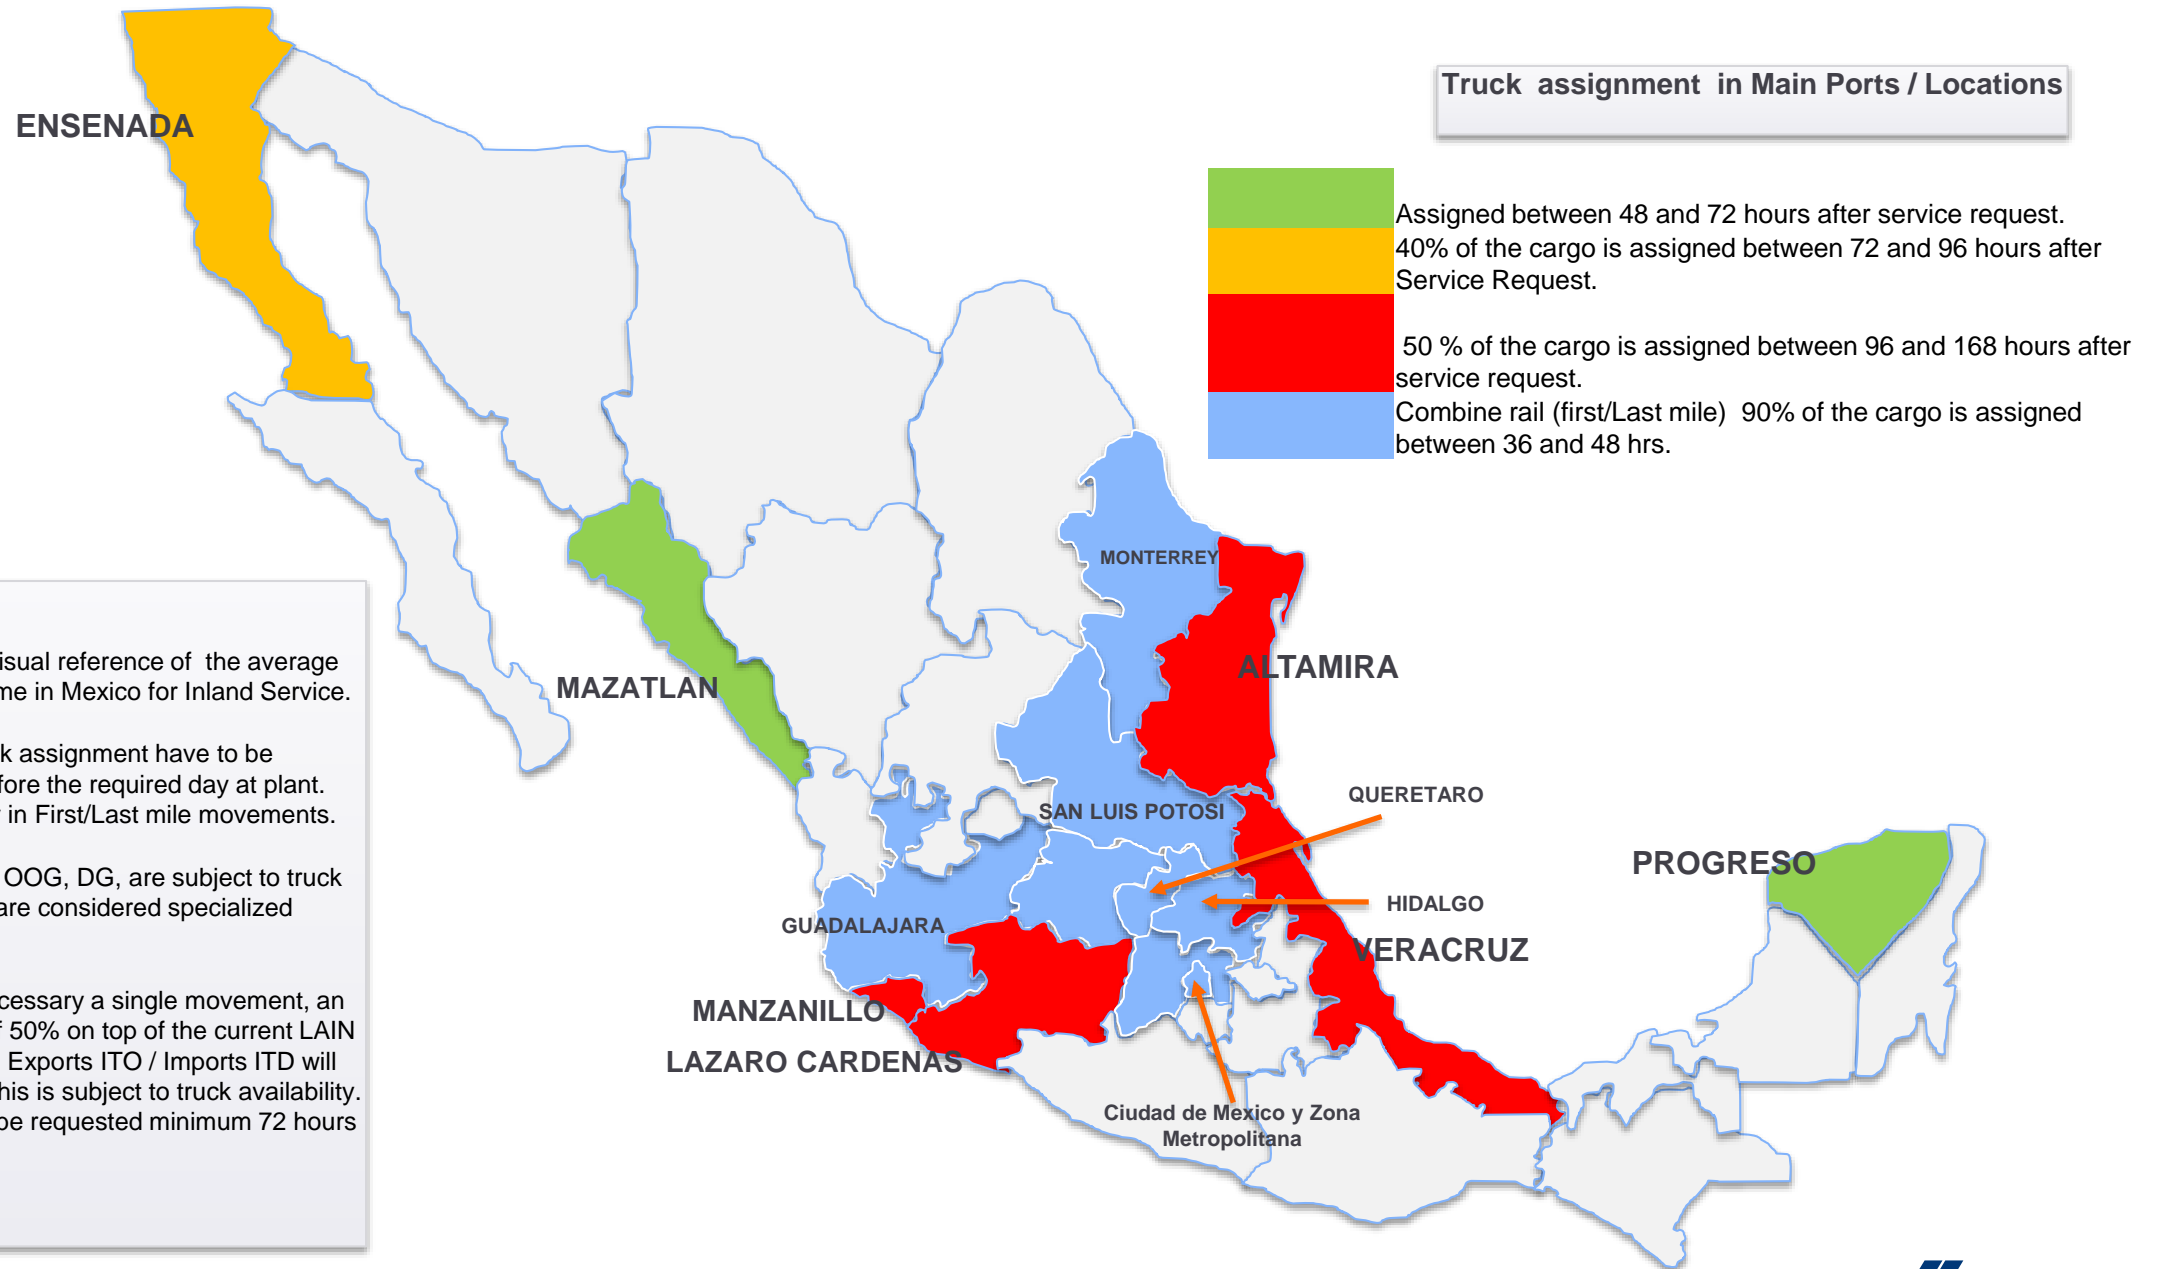 Truck assignment in Main Ports / Locations
Assigned between 48 and 72 hours after service request.
40% of the cargo is assigned between 72 and 96 hours after
Service Request.
50 % of the cargo is assigned between 96 and 168 hours after
service request.
Combine rail (first/Last mile) 90% of the cargo is assigned
between 36 and 48 hrs.
ENSENADA
MONTERREY
ALTAMIRA
MAZATLAN
QUERETARO
SAN LUIS POTOSI
PROGRESO
HIDALGO
GUADALAJARA
VERACRUZ
MANZANILLO
LAZARO CARDENAS
Ciudad de Mexico y Zona
Metropolitana
isual reference of the average
me in Mexico for Inland Service.
k assignment have to be
fore the required day at plant.
in First/Last mile movements.
OOG, DG, are subject to truck
are considered specialized
cessary a single movement, an
f 50% on top of the current LAIN
Exports ITO / Imports ITD will
his is subject to truck availability.
be requested minimum 72 hours